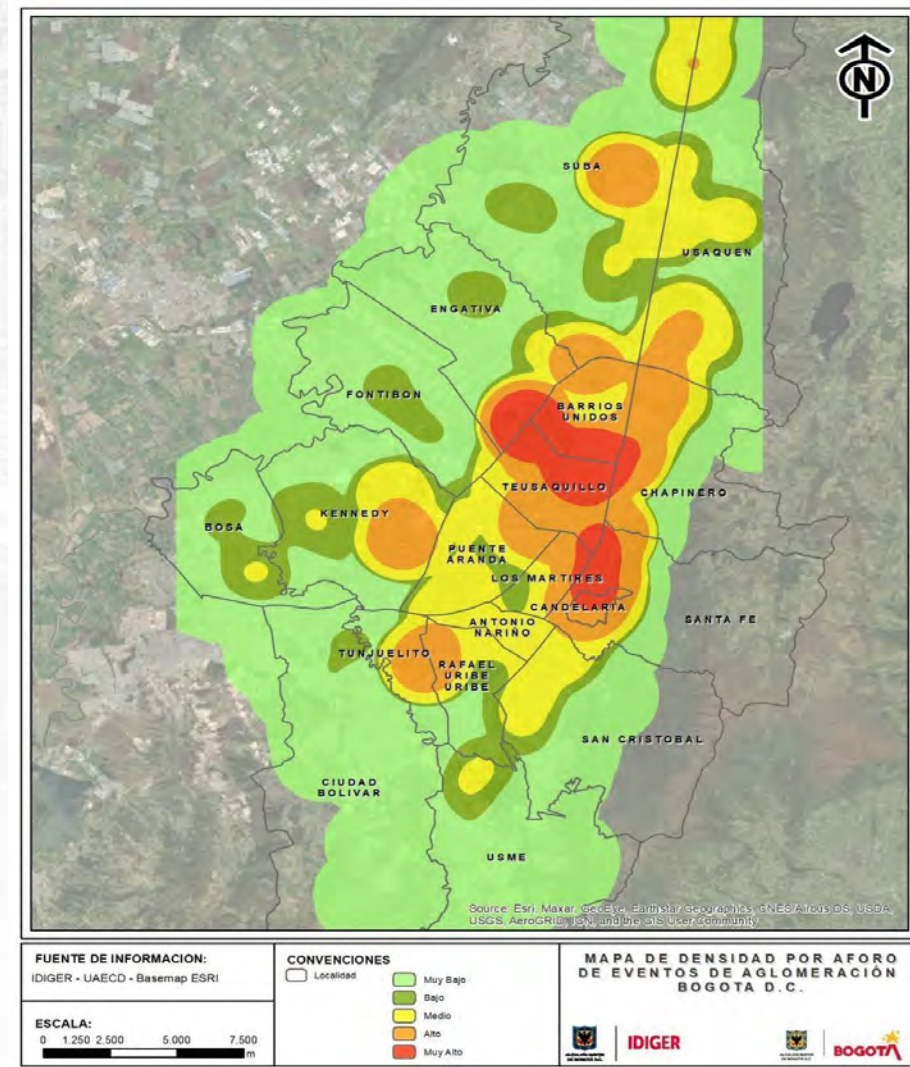 N
SUBA
USAQUEN
ENGATIVA
FONTIBON
BARRIOS
UNIDOS
TEUSAQUILLO
CHAPINERO
KENNEDY
BOSA
PUENTE
ARANDA
LOS MARTIRES
CANDELARIA
SANTA FE
ANTONIO
NARIÑO
TUNJUELITO
RAFAEL
URIBE
URIBE
SAN CRISTOBAL
CIUDAD
BOLIVAR
USME
Source: Esri, Maxar, GeoEye, Earthstar Geographics, CNES/Airbus DS, USDA,
USGS, AeroGRID, IGN, and the GIS User Community
FUENTE DE INFORMACION:
IDIGER - UAECD - Basemap ESRI
ESCALA:
0 1.250 2.500 5.000 7.500
m
CONVENCIONES
Localidad
Muy Bajo
Bajo
Medio
Alto
Muy Alto
MAPA DE DENSIDAD POR AFORO
DE EVENTOS DE AGLOMERACIÓN
BOGOTA D.C.
IDIGER
BOGOTÁ